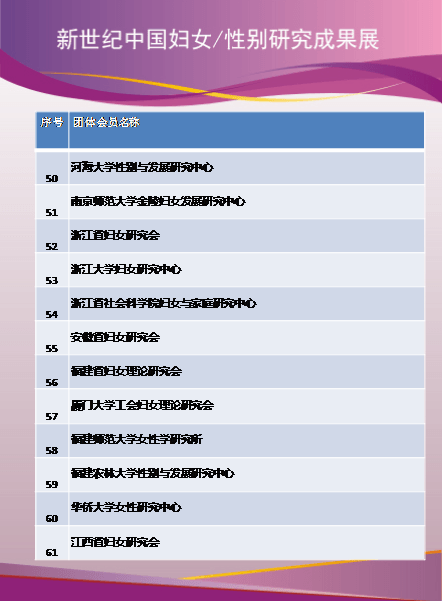 新世纪中国妇女/性别研究成果展
序号 团体会员名称
50 河海大学性别与发展研究中心
51 南京师范大学金陵妇女发展研究中心
52 浙江省妇女研究会
53 浙江大学妇女研究中心
54 浙江省社会科学院妇女与家庭研究中心
55 安徽省妇女研究会
56 福建省妇女理论研究会
57 厦门大学工会妇女理论研究会
58 福建师范大学女性学研究所
59 福建农林大学性别与发展研究中心
60 华侨大学女性研究中心
61 江西省妇女研究会